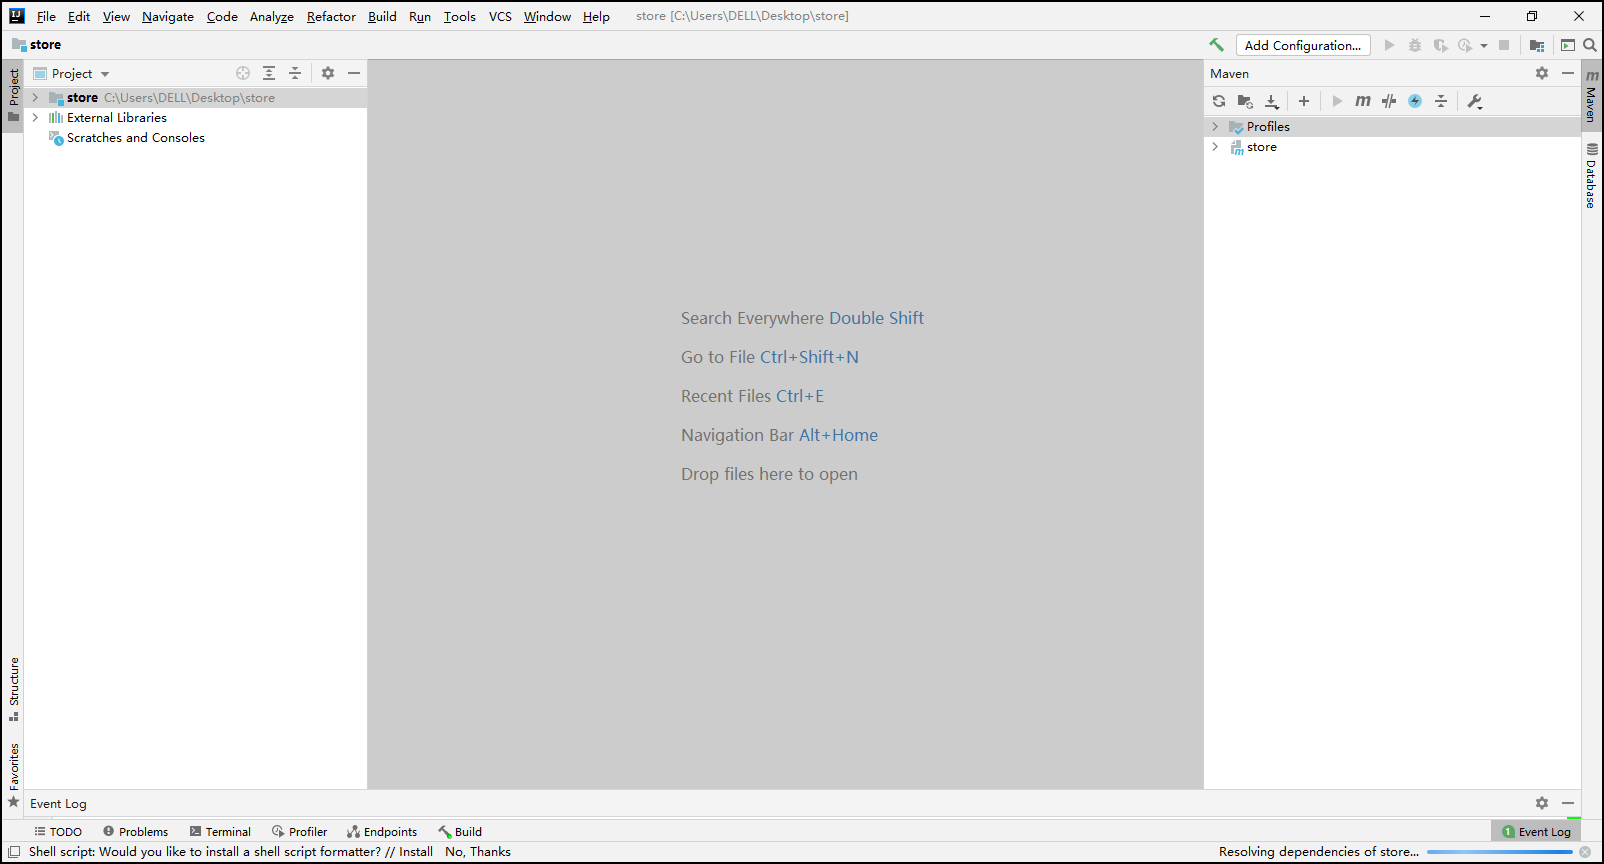 File Edit View Navigate Code Analyze Refactor Build Run Tools VCS Window Help store [C:\Users\DELL\Desktop\store]
store
Add Configuration...
Project
Project
store C:\Users\DELL\Desktop\store
External Libraries
Scratches and Consoles
Structure
Favorites
Search Everywhere Double Shift
Go to File Ctrl+Shift+N
Recent Files Ctrl+E
Navigation Bar Alt+Home
Drop files here to open
Maven
Profiles
store
Maven
Database
Event Log
TODO Problems Terminal Profiler Endpoints Build
1 Event Log
Shell script: Would you like to install a shell script formatter? // Install No, Thanks
Resolving dependencies of store...